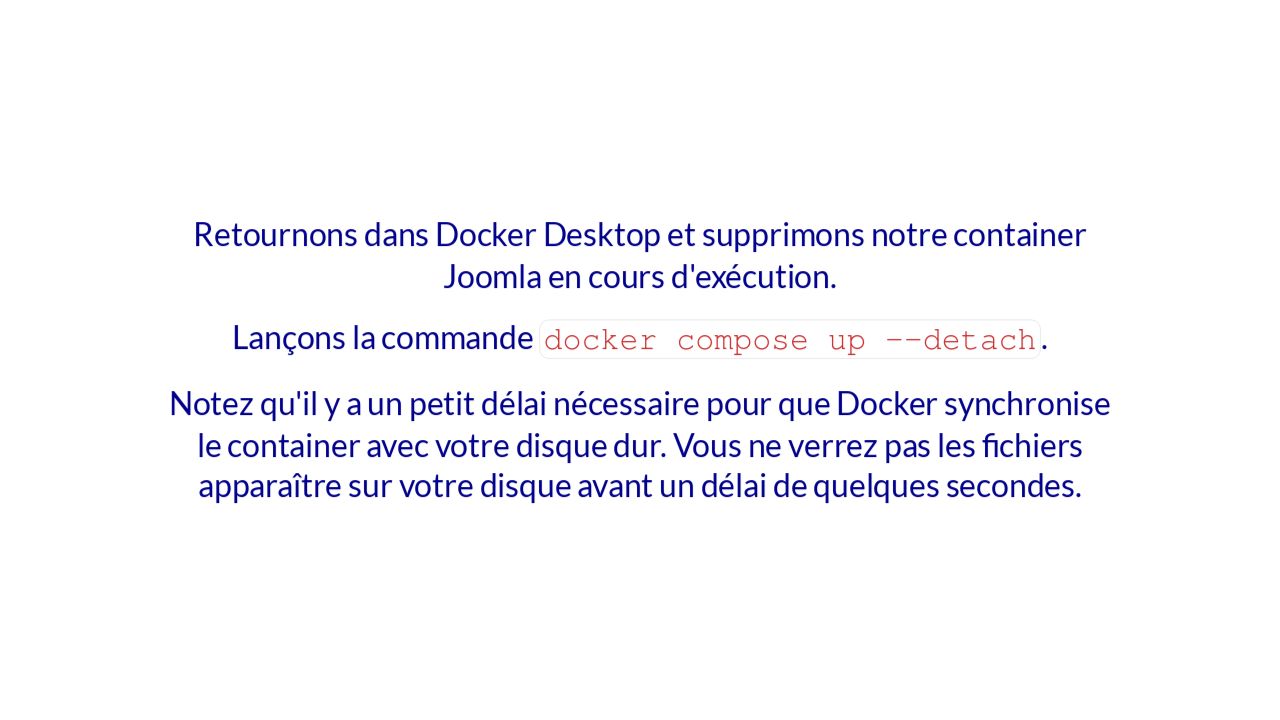 Retournons dans Docker Desktop et supprimons notre container
Joomla en cours d'exécution.
Lançons la commande docker compose up --detach.
Notez qu'il y a un petit délai nécessaire pour que Docker synchronise
le container avec votre disque dur. Vous ne verrez pas les fichiers
apparaître sur votre disque avant un délai de quelques secondes.